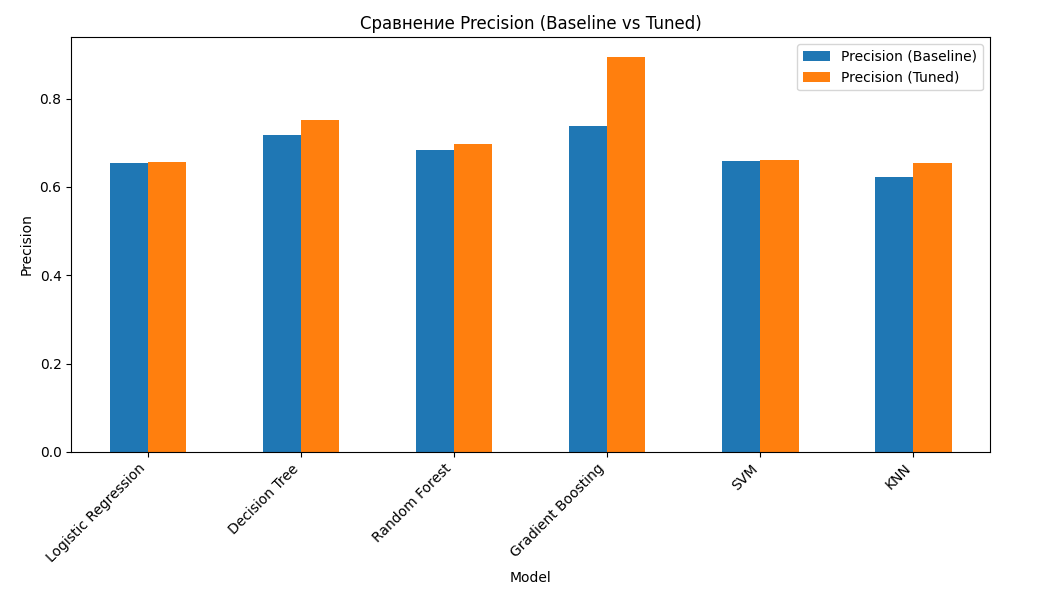 Сравнение Precision (Baseline vs Tuned)
Precision (Baseline)
Precision (Tuned)
Precision
0.8
0.6
0.4
0.2
0.0
Logistic Regression
Decision Tree
Random Forest
Gradient Boosting
SVM
KNN
Model